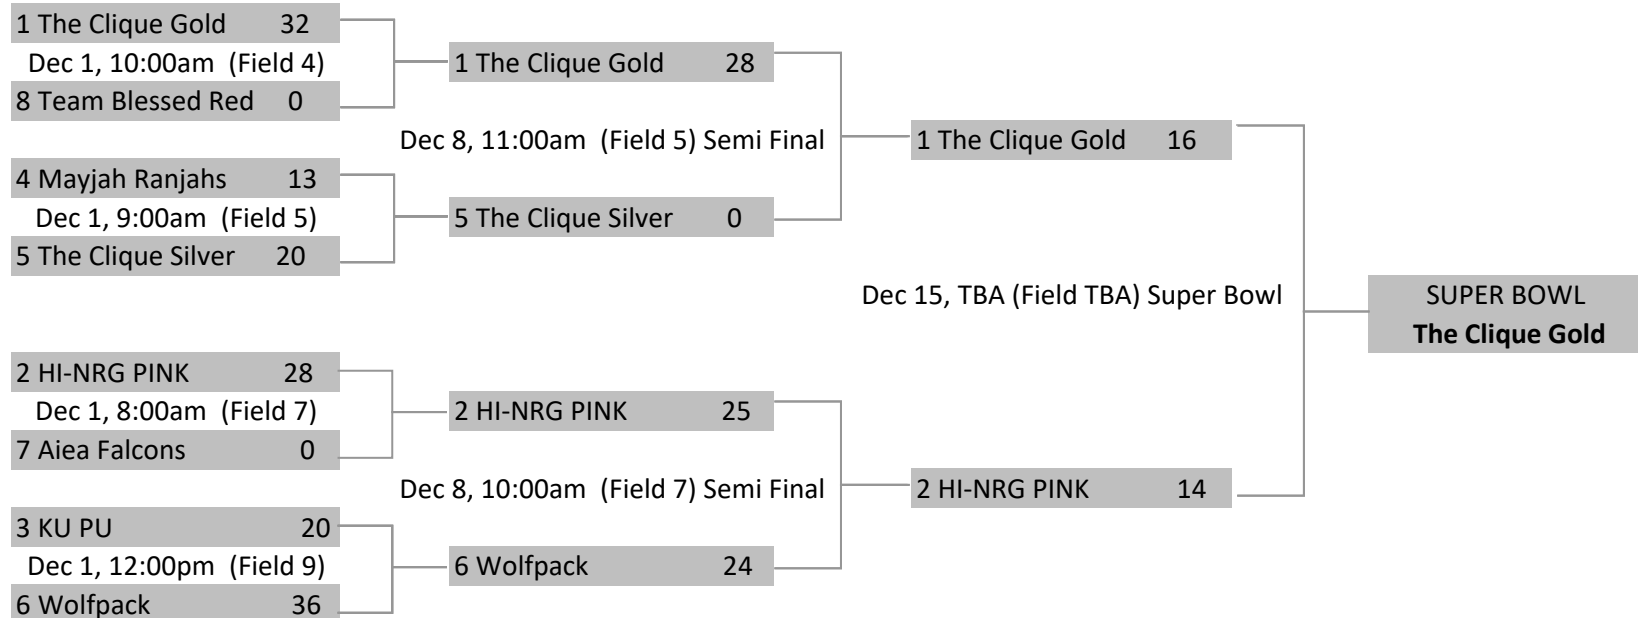 1 The Clique Gold 32
Dec 1, 10:00am (Field 4)
8 Team Blessed Red 0
4 Mayjah Ranjahs 13
Dec 1, 9:00am (Field 5)
5 The Clique Silver 20
2 HI-NRG PINK 28
Dec 1, 8:00am (Field 7)
7 Aiea Falcons 0
3 KU PU 20
Dec 1, 12:00pm (Field 9)
6 Wolfpack 36
1 The Clique Gold 28
Dec 8, 11:00am (Field 5) Semi Final
5 The Clique Silver 0
2 HI-NRG PINK 25
Dec 8, 10:00am (Field 7) Semi Final
6 Wolfpack 24
1 The Clique Gold 16
Dec 15, TBA (Field TBA) Super Bowl
2 HI-NRG PINK 14
SUPER BOWL
The Clique Gold